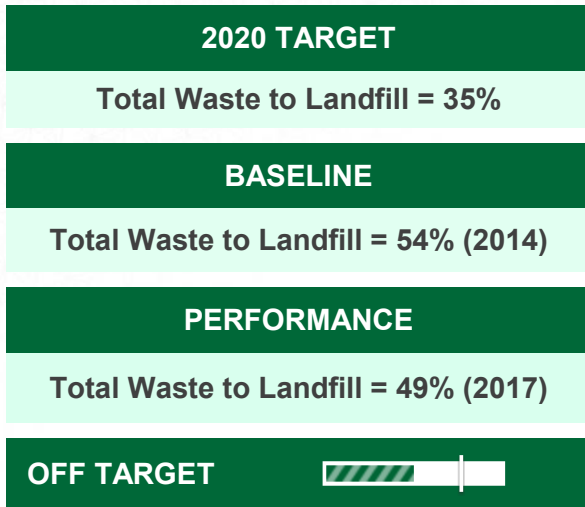 2020 TARGET
Total Waste to Landfill = 35%
BASELINE
Total Waste to Landfill = 54% (2014)
PERFORMANCE
Total Waste to Landfill = 49% (2017)
OFF TARGET